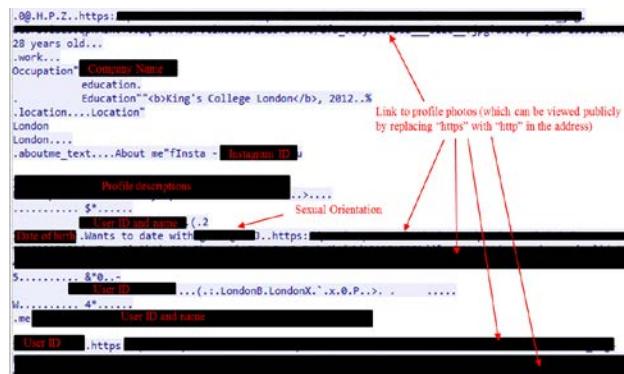 .0@.H.P.Z..https:
28 years old...
.work...
Occupation" Company Name
education.
. Education""<b>King's College London</b>, 2012..%
.location....Location"
London
London....
.aboutme_text....About me"fInsta - Instagram ID u
Link to profile photos (which can be viewed publicly
by replacing "https" with "http" in the address)
Profile descriptions ..>....
.......... $*......
Sexual Orientation
User ID and name .(.2
Date of birth .Wants to date with J..https:
5.......... &*0..-
User ID ...(.:.LondonB.LondonX.`.x.0.P..>. . .....
W.......... 4*......
.me User ID and name
User ID .https